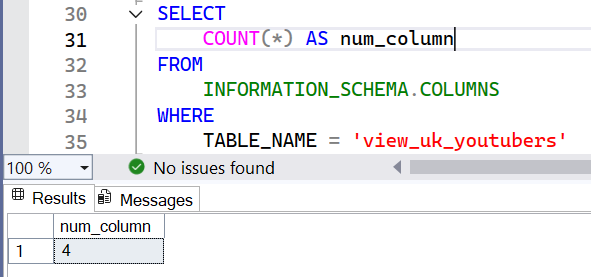 30 SELECT
31 COUNT(*) AS num_column
32 FROM
33 INFORMATION_SCHEMA.COLUMNS
34 WHERE
35 TABLE_NAME = 'view_uk_youtubers'
100 % No issues found
Results Messages
num_column
1 4